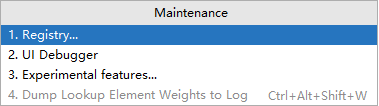 Maintenance
1. Registry...
2. UI Debugger
3. Experimental features...
4. Dump Lookup Element Weights to Log Ctrl+Alt+Shift+W